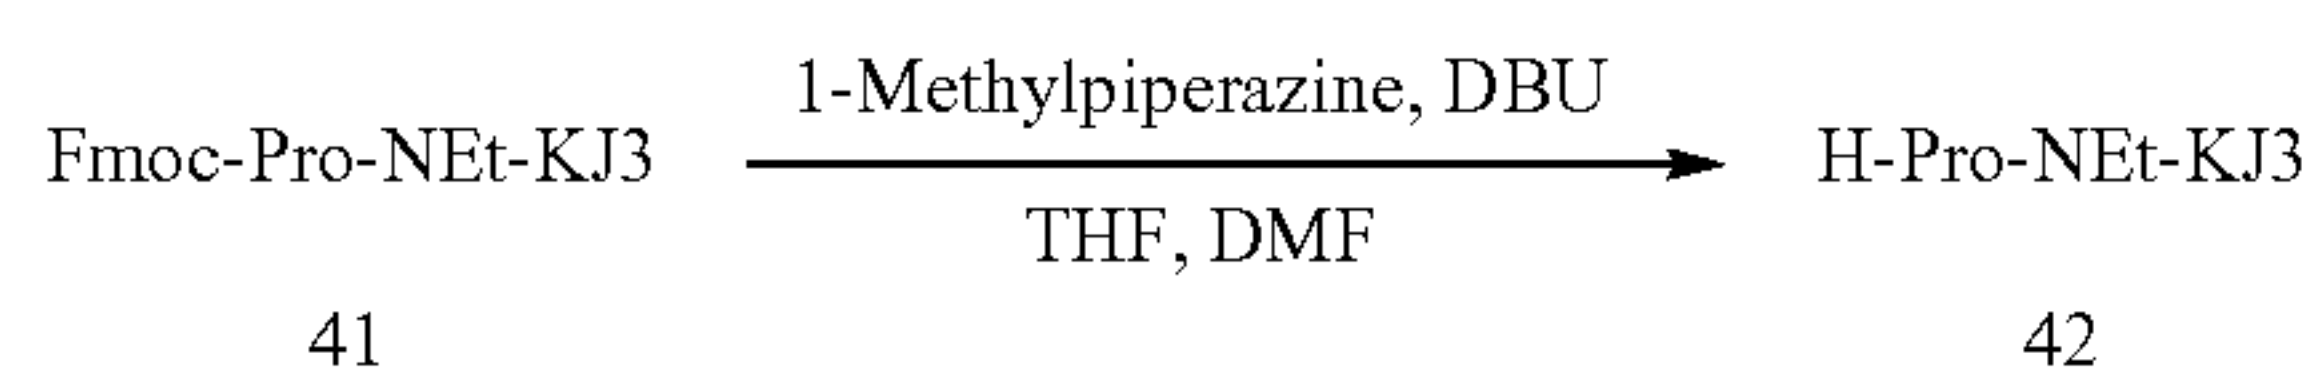 1-Methylpiperazine, DBU
Fmoc-Pro-NEt-KJ3
H-Pro-NEt-KJ3
THF, DMF
41
42